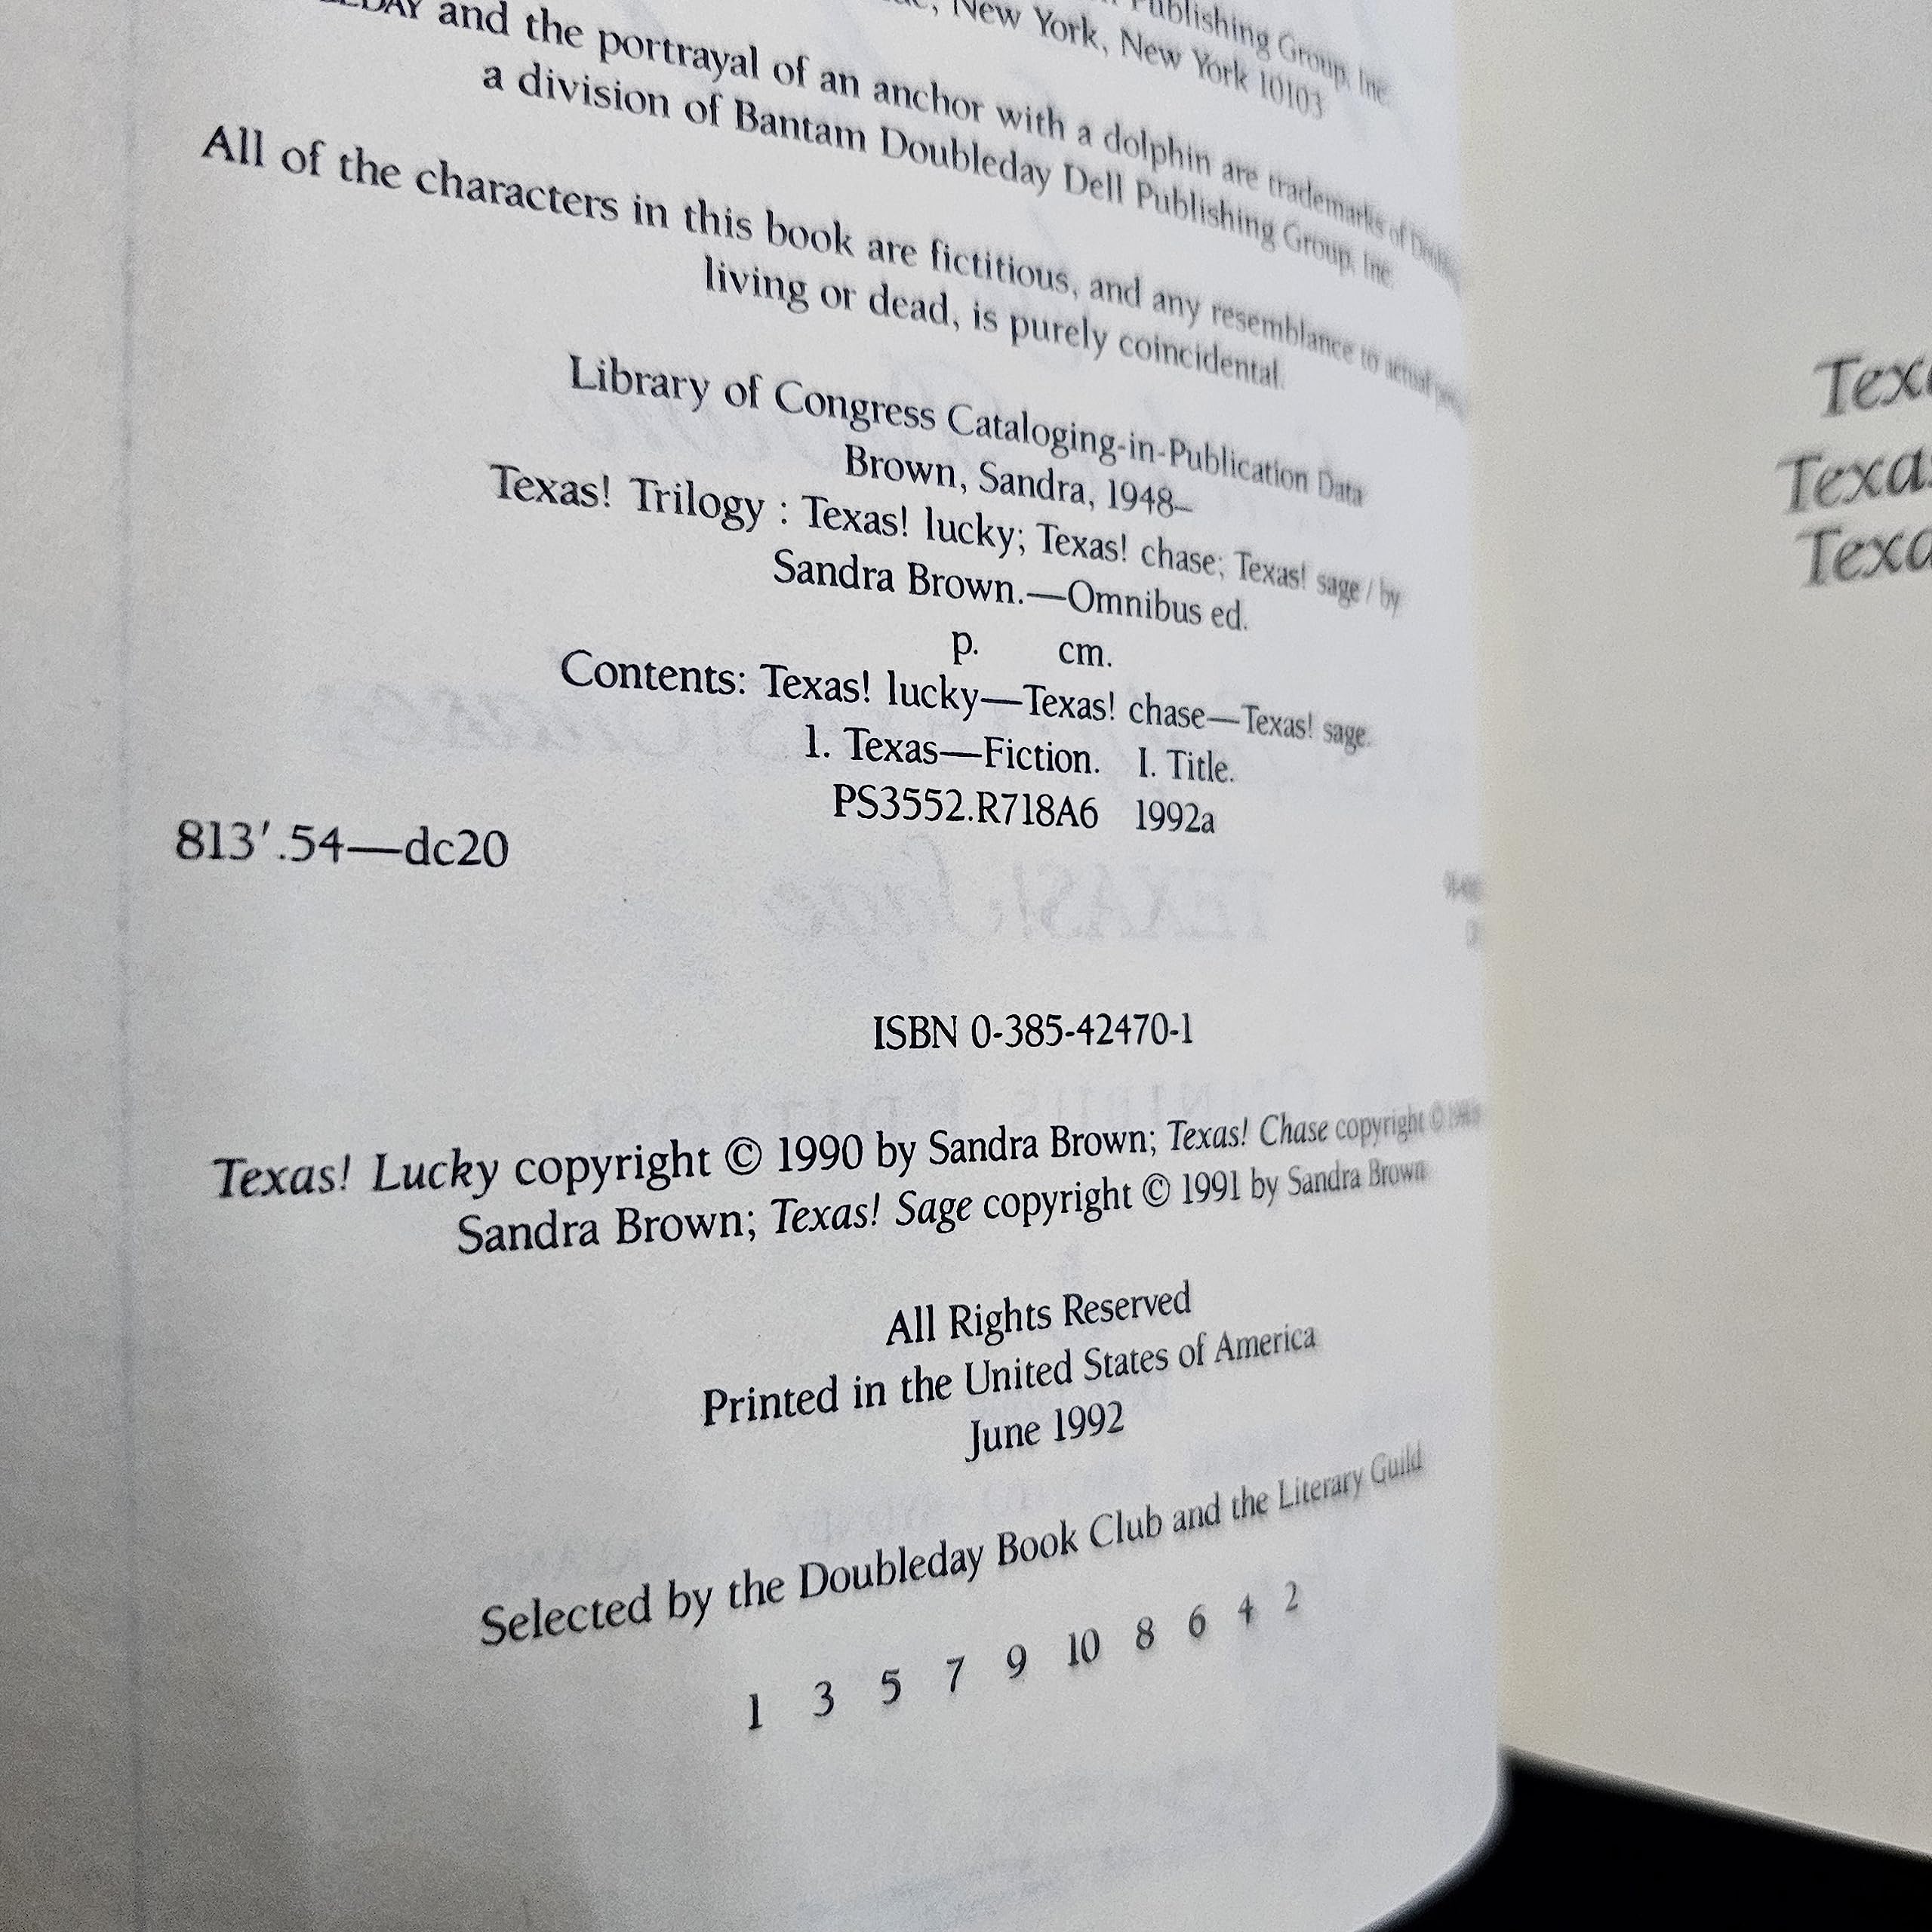 Publishing Group, Inc.
New York, New York 10103
and the portrayal of an anchor with a dolphin are trademarks of
a division of Bantam Doubleday Dell Publishing Group, Inc.
All of the characters in this book are fictitious, and any resemblance to actual
living or dead, is purely coincidental.
Library of Congress Cataloging-in-Publication Data
Brown, Sandra, 1948–
Texas! Trilogy : Texas! lucky; Texas! chase; Texas! sage / by
Sandra Brown.—Omnibus ed.
p. cm.
Contents: Texas! lucky—Texas! chase—Texas! sage.
1. Texas—Fiction. I. Title.
PS3552.R718A6 1992a
813′.54—dc20
ISBN 0-385-42470-1
Texas! Lucky copyright © 1990 by Sandra Brown; Texas! Chase copyright ©
Sandra Brown; Texas! Sage copyright © 1991 by Sandra Brown
All Rights Reserved
Printed in the United States of America
June 1992
Selected by the Doubleday Book Club and the Literary Guild
1 3 5 7 9 10 8 6 4 2